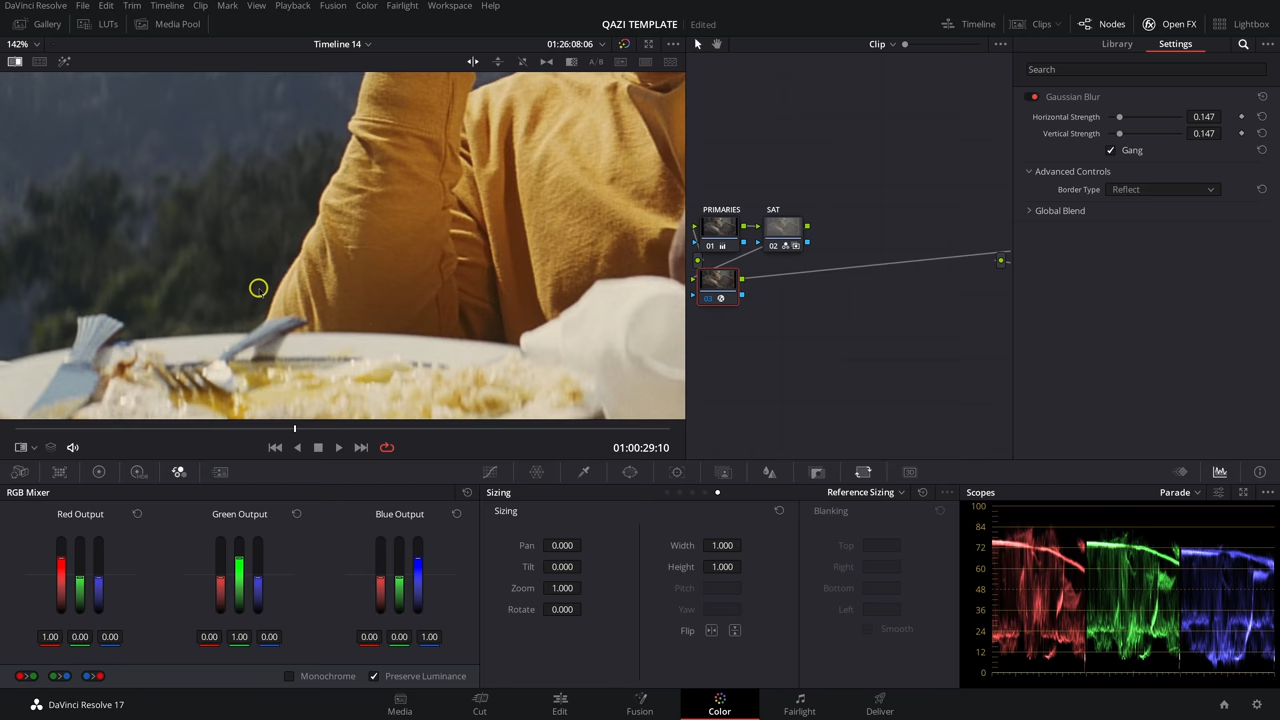 DaVinci Resolve File Edit Trim Timeline Clip Mark View Playback Fusion Color Fairlight Workspace Help
Gallery LUTs Media Pool QAZI TEMPLATE Edited Timeline Clips Nodes Open FX Lightbox
142% Timeline 14 01:26:08:06 Clip Library Settings
A/B
Search
Gaussian Blur
Horizontal Strength 0.147
Vertical Strength 0.147
Gang
Advanced Controls
Border Type Reflect
Global Blend
PRIMARIES SAT
01 02
03
01:00:29:10
RGB Mixer Sizing Reference Sizing Scopes Parade
Red Output Green Output Blue Output
1.00 0.00 0.00 0.00 1.00 0.00 0.00 0.00 1.00
Monochrome Preserve Luminance
Sizing Blanking
Pan 0.000 Width 1.000 Top
Tilt 0.000 Height 1.000 Right
Zoom 1.000 Pitch Bottom
Rotate 0.000 Yaw Left
Flip Smooth
100
84
72
60
48
36
24
12
0
DaVinci Resolve 17 Media Cut Edit Fusion Color Fairlight Deliver